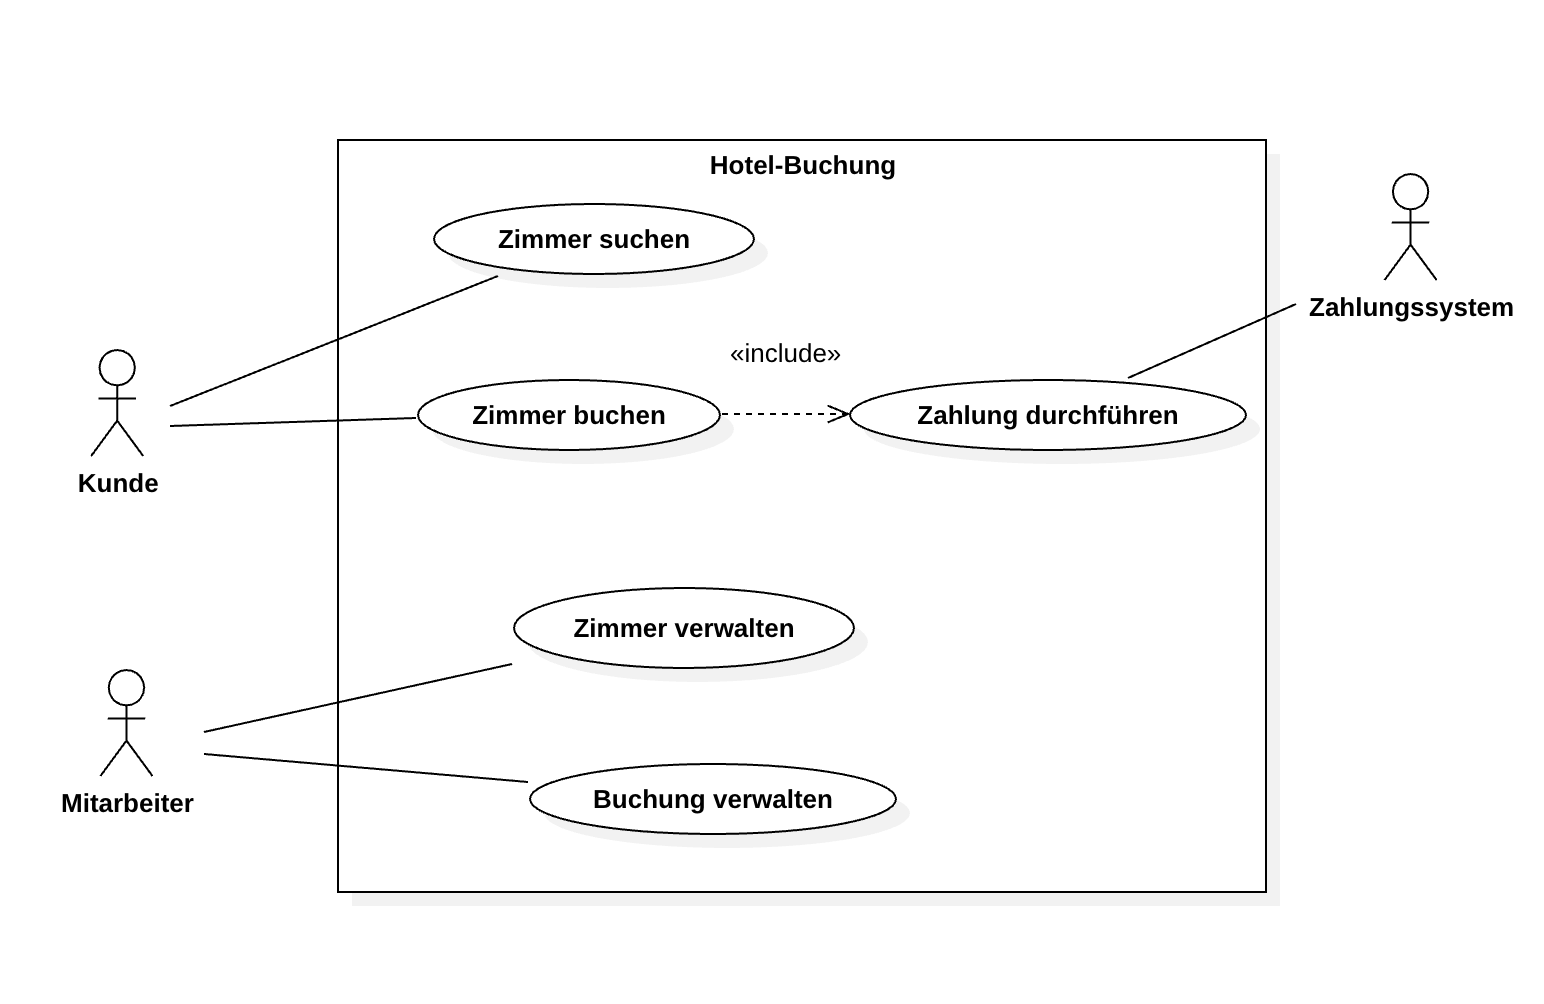 Hotel-Buchung
Zimmer suchen
Zahlungssystem
«include»
Zimmer buchen
Zahlung durchführen
Kunde
Zimmer verwalten
Mitarbeiter
Buchung verwalten